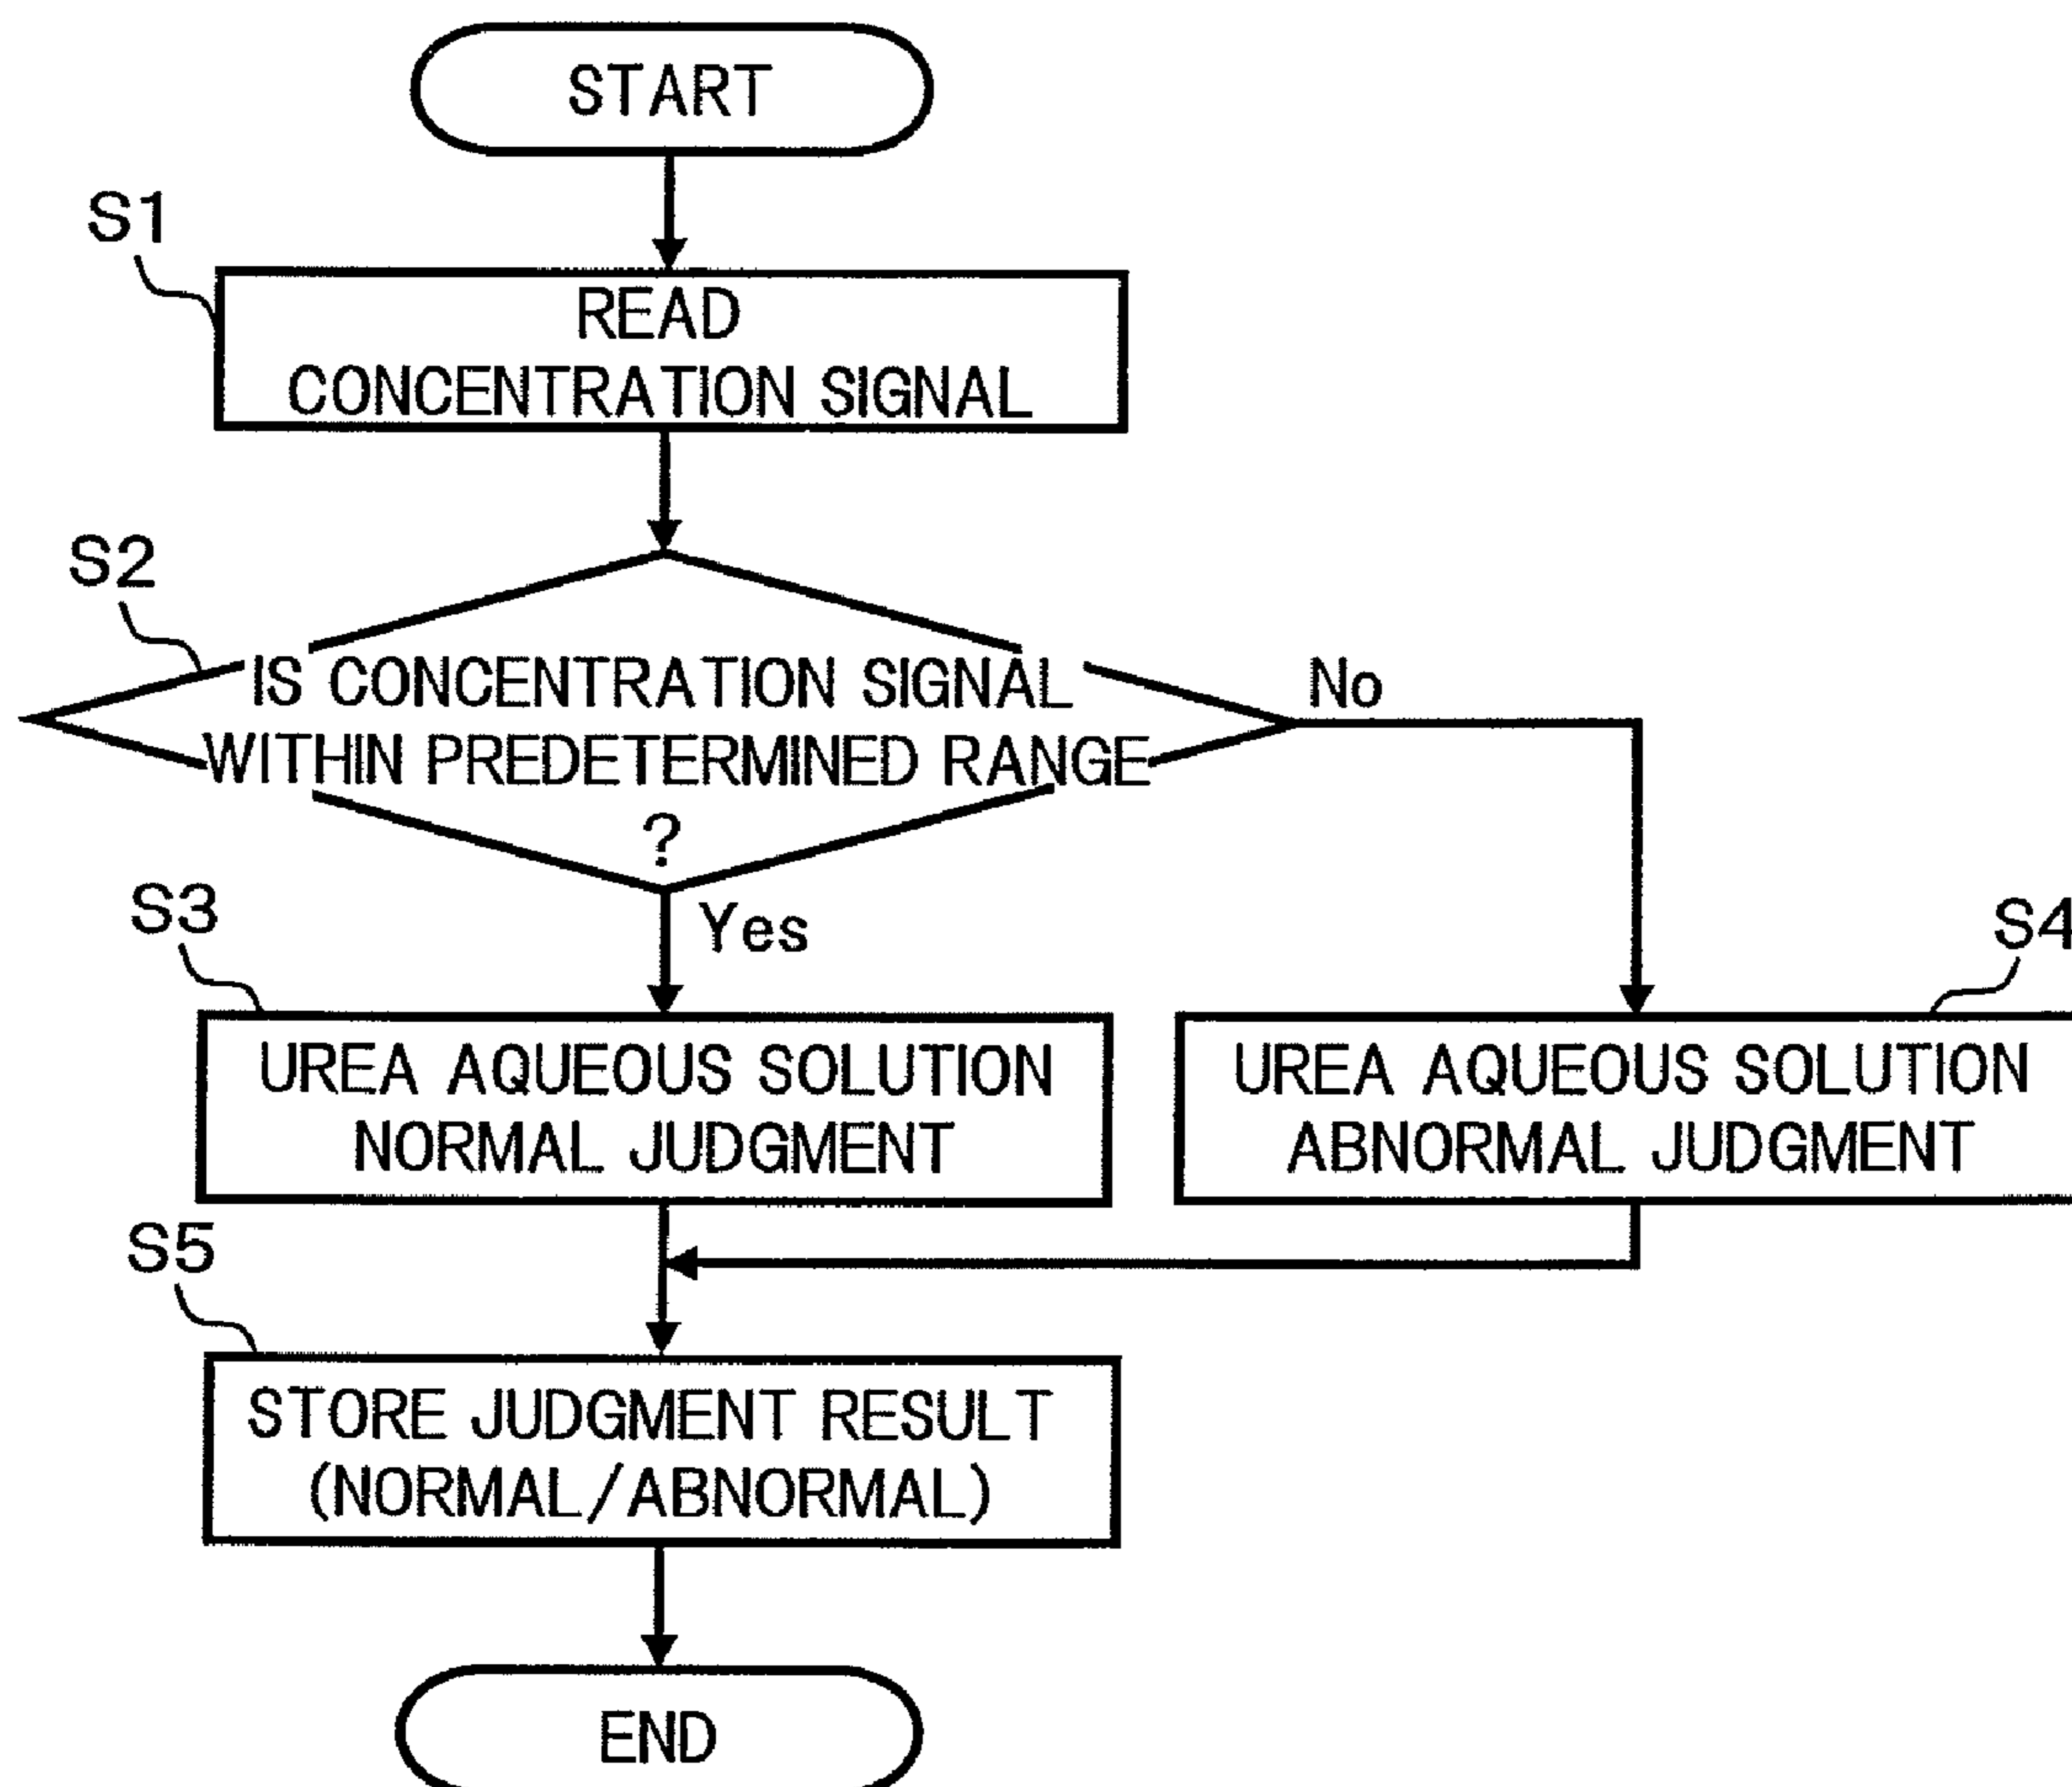 START
S1
READ
CONCENTRATION SIGNAL
S2
IS CONCENTRATION SIGNAL
WITHIN PREDETERMINED RANGE
?
No
Yes
S3
UREA AQUEOUS SOLUTION
NORMAL JUDGMENT
S4
UREA AQUEOUS SOLUTION
ABNORMAL JUDGMENT
S5
STORE JUDGMENT RESULT
(NORMAL/ABNORMAL)
END